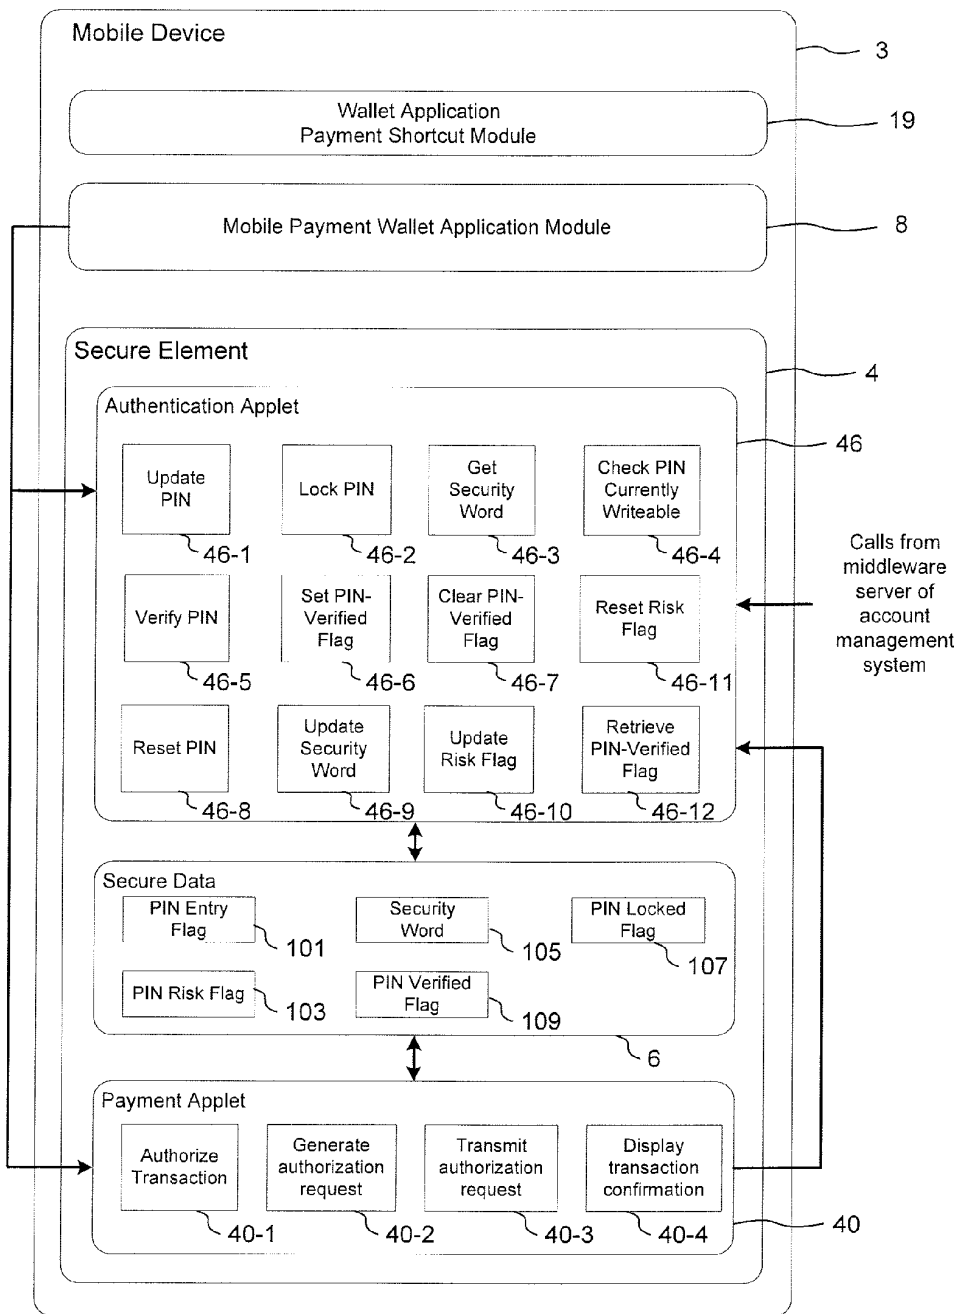 Mobile Device
3
Wallet Application
Payment Shortcut Module
19
Mobile Payment Wallet Application Module
8
Secure Element
4
Authentication Applet
46
Update
PIN
46-1
Lock PIN
46-2
Get
Security
Word
46-3
Check PIN
Currently
Writeable
46-4
Calls from
middleware
server of
account
management
system
Verify PIN
46-5
Set PIN-
Verified
Flag
46-6
Clear PIN-
Verified
Flag
46-7
Reset Risk
Flag
46-11
Reset PIN
46-8
Update
Security
Word
46-9
Update
Risk Flag
46-10
Retrieve
PIN-Verified
Flag
46-12
Secure Data
PIN Entry
Flag
101
Security
Word
105
PIN Locked
Flag
107
PIN Risk Flag
103
PIN Verified
Flag
109
6
Payment Applet
Authorize
Transaction
40-1
Generate
authorization
request
40-2
Transmit
authorization
request
40-3
Display
transaction
confirmation
40-4
40